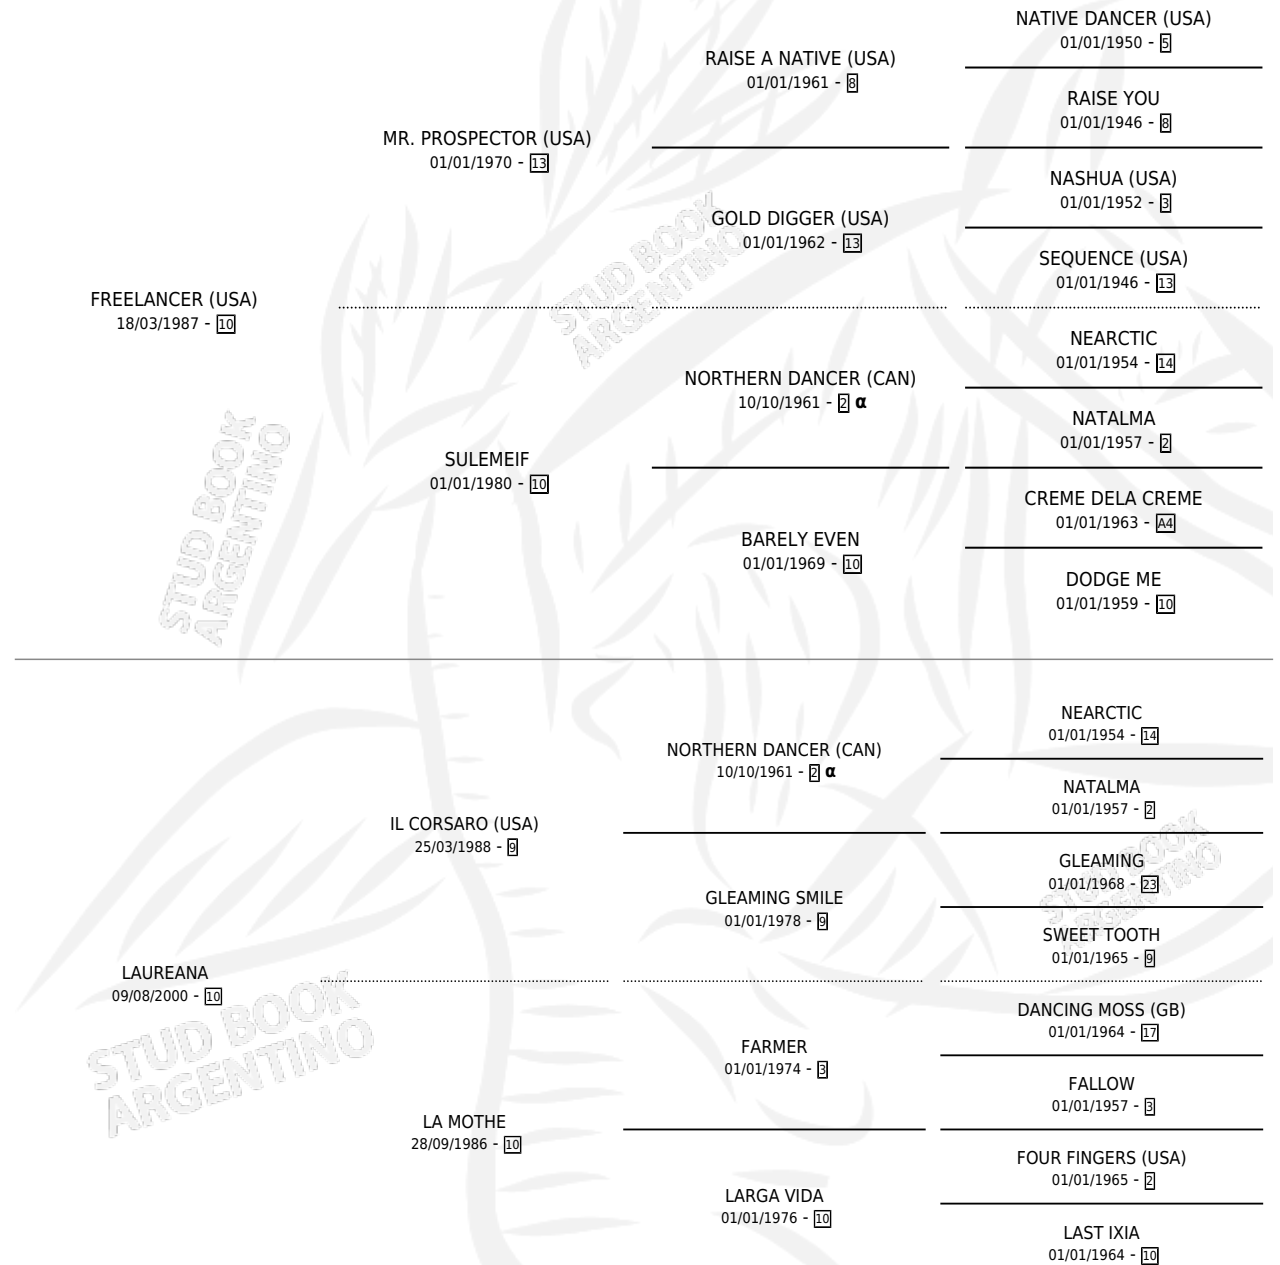 NATIVE DANCER (USA)
01/01/1950 - 5
RAISE A NATIVE (USA)
01/01/1961 - 8
RAISE YOU
01/01/1946 - 8
MR. PROSPECTOR (USA)
01/01/1970 - 13
NASHUA (USA)
01/01/1952 - 3
GOLD DIGGER (USA)
01/01/1962 - 13
SEQUENCE (USA)
01/01/1946 - 13
FREELANCER (USA)
18/03/1987 - 10
NEARCTIC
01/01/1954 - 14
NORTHERN DANCER (CAN)
10/10/1961 - 2 α
NATALMA
01/01/1957 - 2
SULEMEIF
01/01/1980 - 10
CREME DELA CREME
01/01/1963 - A4
BARELY EVEN
01/01/1969 - 10
DODGE ME
01/01/1959 - 10
NEARCTIC
01/01/1954 - 14
NORTHERN DANCER (CAN)
10/10/1961 - 2 α
NATALMA
01/01/1957 - 2
IL CORSARO (USA)
25/03/1988 - 9
GLEAMING
01/01/1968 - 23
GLEAMING SMILE
01/01/1978 - 9
SWEET TOOTH
01/01/1965 - 9
LAUREANA
09/08/2000 - 10
DANCING MOSS (GB)
01/01/1964 - 17
FARMER
01/01/1974 - 3
FALLOW
01/01/1957 - 3
LA MOTHE
28/09/1986 - 10
FOUR FINGERS (USA)
01/01/1965 - 2
LARGA VIDA
01/01/1976 - 10
LAST IXIA
01/01/1964 - 10
STUD BOOK
ARGENTINO
STUD BOOK
ARGENTINO
STUD BOOK
ARGENTINO
STUD BOOK
ARGENTINO